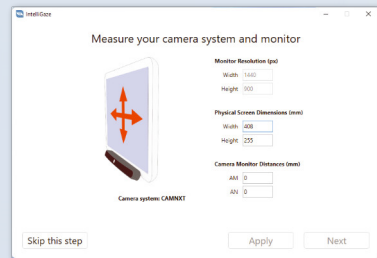 IntelliGaze
Measure your camera system and monitor
Monitor Resolution (px)
Width 1440
Height 900
Physical Screen Dimensions (mm)
Width 408
Height 255
Camera Monitor Distances (mm)
AM 0
AN 0
Camera system: CAMNXT
Skip this step
Apply
Next